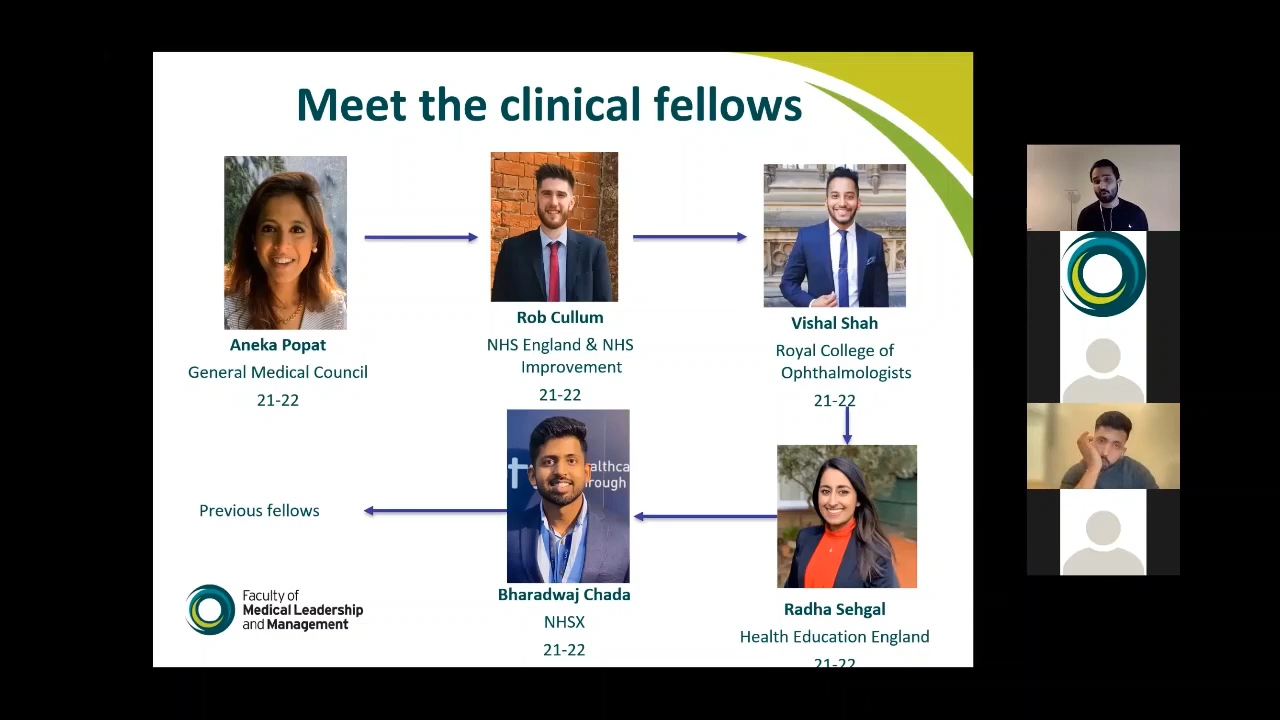 Meet the clinical fellows
Aneka Popat
General Medical Council
21-22
Rob Cullum
NHS England & NHS
Improvement
21-22
Vishal Shah
Royal College of
Ophthalmologists
21-22
Previous fellows
Bharadwaj Chada
NHSX
21-22
Radha Sehgal
Health Education England
21-22
Faculty of
Medical Leadership
and Management